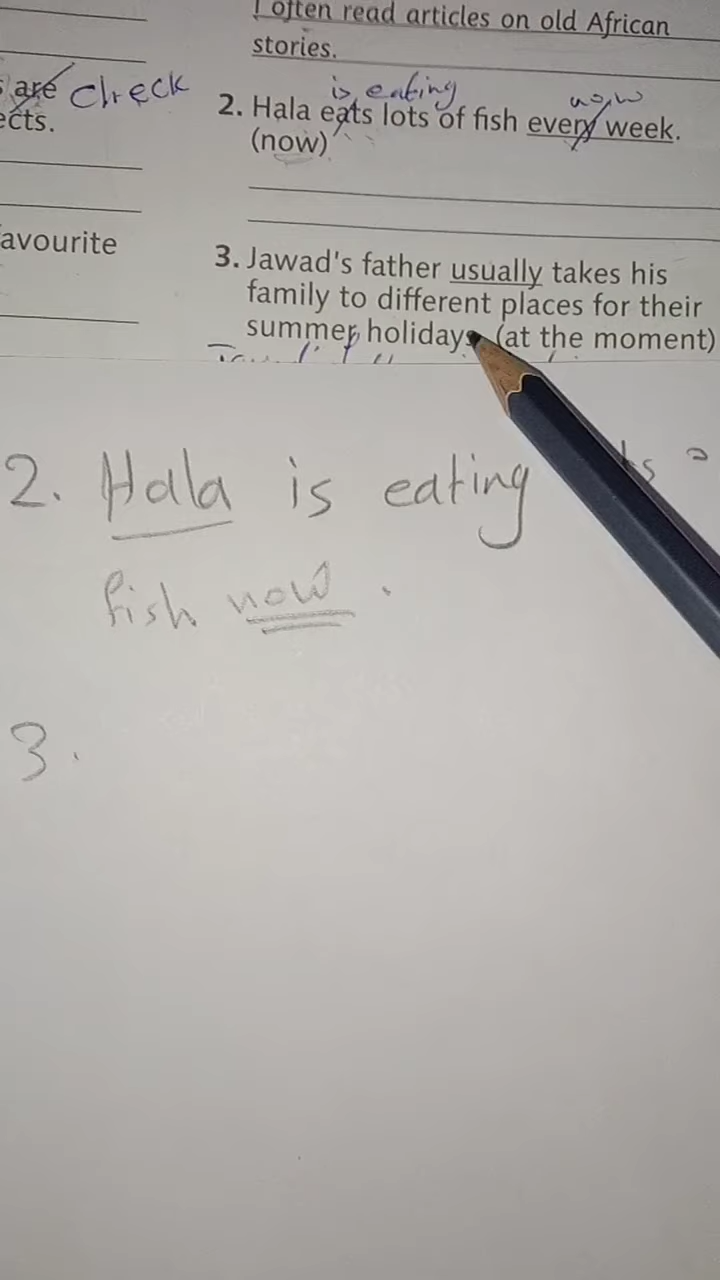 I often read articles on old African
stories.
are check
ects.
is eating now
2. Hala eats lots of fish every week.
(now)
avourite
3. Jawad's father usually takes his
family to different places for their
summer holidays. (at the moment)
2. Hala is eating
fish now.
3.